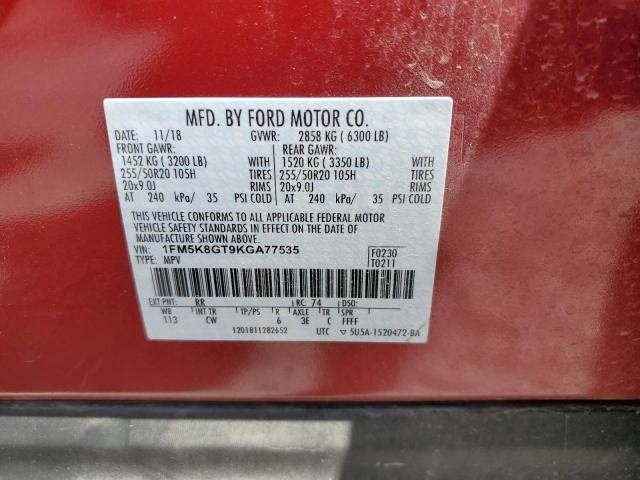 MFD. BY FORD MOTOR CO.
DATE: 11/18 GVWR: 2858 KG ( 6300 LB)
FRONT GAWR: REAR GAWR:
1452 KG ( 3200 LB) WITH 1520 KG ( 3350 LB) WITH
255/50R20 105H TIRES 255/50R20 105H TIRES
20x9.0J RIMS 20x9.0J RIMS
AT 240 kPa/ 35 PSI COLD AT 240 kPa/ 35 PSI COLD
THIS VEHICLE CONFORMS TO ALL APPLICABLE FEDERAL MOTOR
VEHICLE SAFETY STANDARDS IN EFFECT ON THE DATE OF
MANUFACTURE SHOWN ABOVE.
VIN: 1FM5K8GT9KGA77535 F0230
TYPE: MPV T0211
EXT PNT: RR RC: 74 DSO:
WB INT TR TP/PS R AXLE TR SPR
113 CW 6 3E C FFFF
1201811282652 UTC ▽ 5U5A-1520472-BA